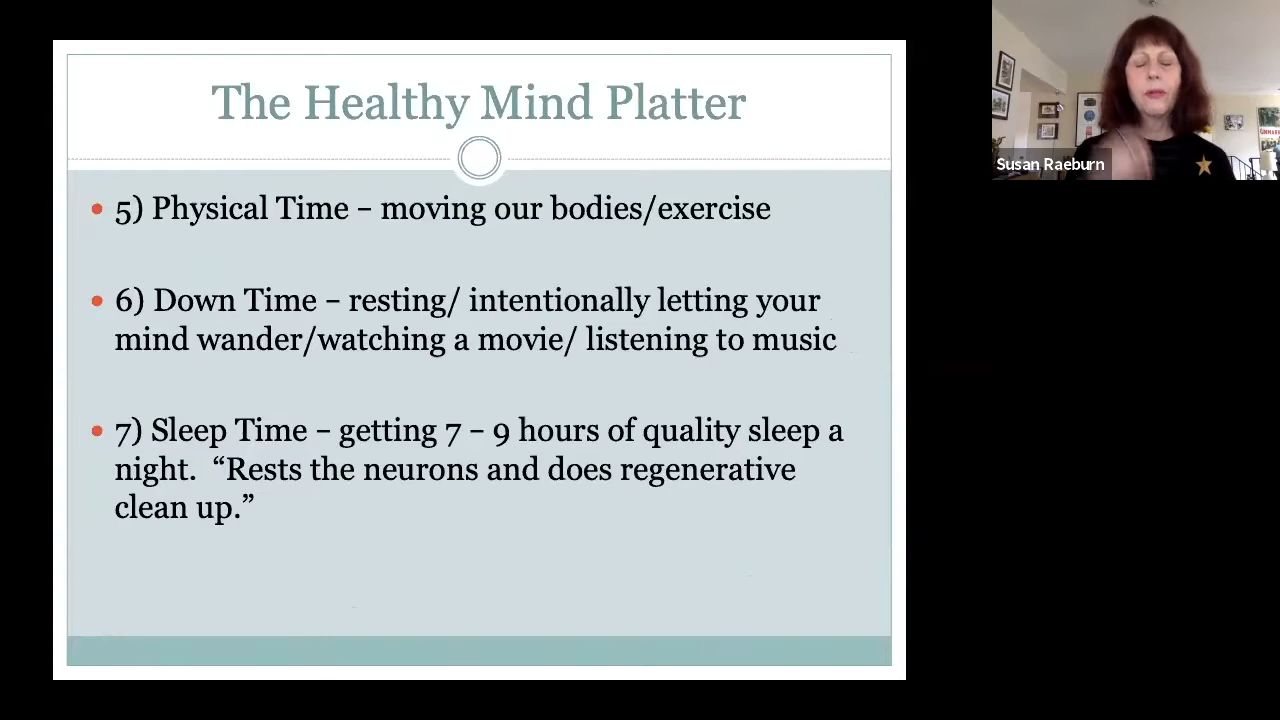 The Healthy Mind Platter
• 5) Physical Time – moving our bodies/exercise
• 6) Down Time – resting/ intentionally letting your
mind wander/watching a movie/ listening to music
• 7) Sleep Time – getting 7 – 9 hours of quality sleep a
night.  “Rests the neurons and does regenerative
clean up.”
Susan Raeburn